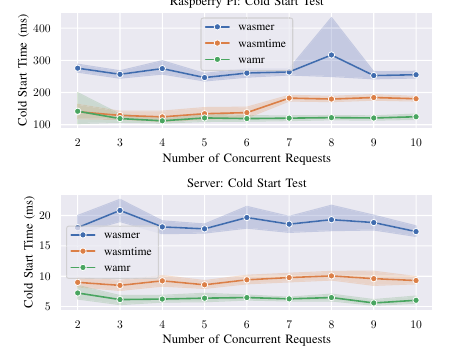 Raspberry Pi: Cold Start Test
Cold Start Time (ms)
400
300
200
100
wasmer
wasmtime
wamr
2 3 4 5 6 7 8 9 10
Number of Concurrent Requests
Server: Cold Start Test
Cold Start Time (ms)
20
15
10
5
wasmer
wasmtime
wamr
2 3 4 5 6 7 8 9 10
Number of Concurrent Requests